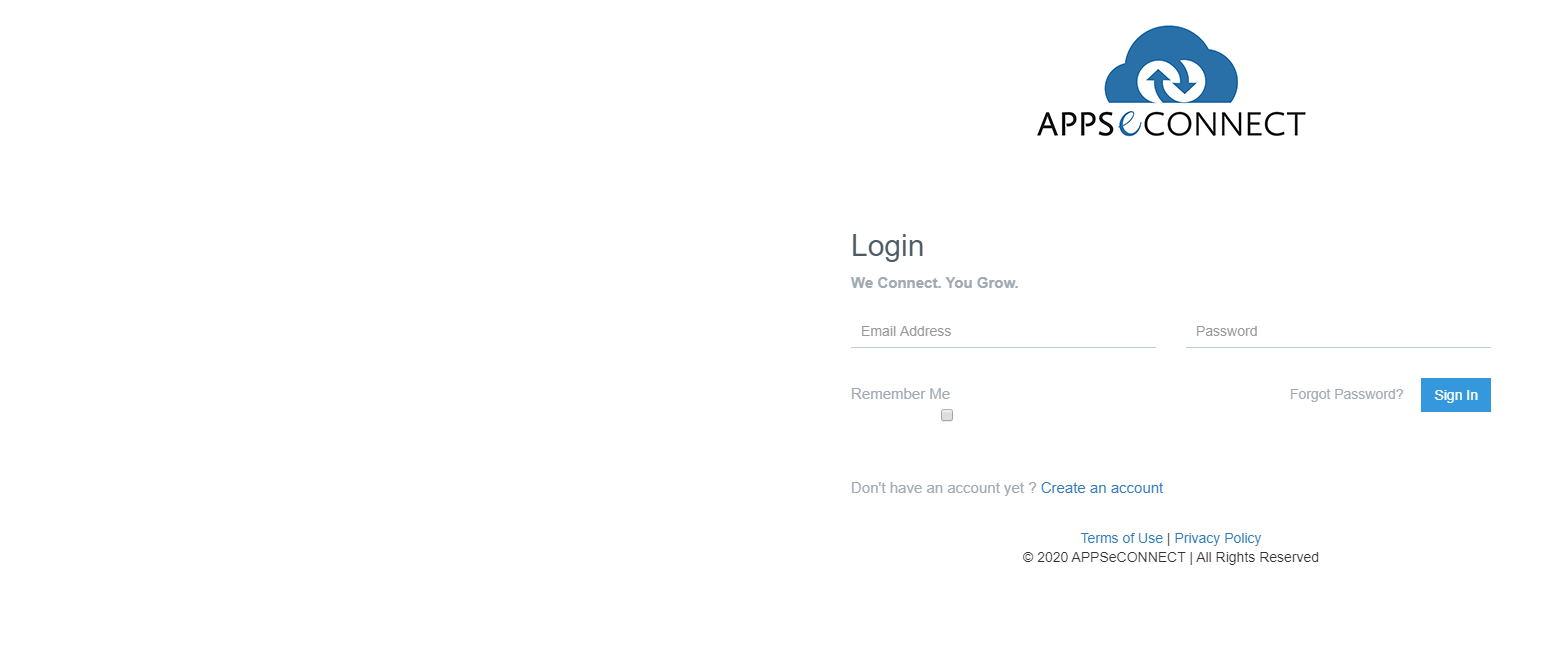 APPSeCONNECT
Login
We Connect. You Grow.
Email Address Password
Remember Me Forgot Password? Sign In
Don't have an account yet ? Create an account
Terms of Use | Privacy Policy
© 2020 APPSeCONNECT | All Rights Reserved